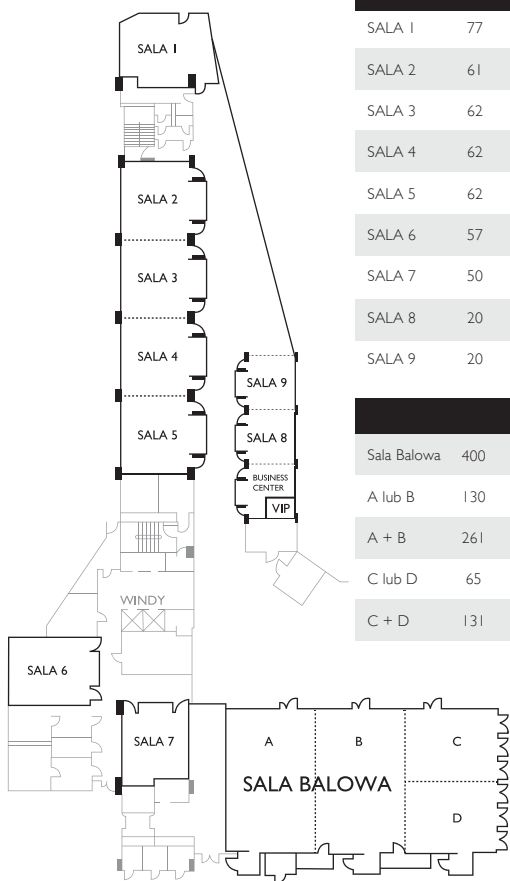 SALA 1
SALA 2
SALA 3
SALA 4
SALA 5
SALA 9
SALA 8
BUSINESS
CENTER
VIP
WINDY
SALA 6
SALA 7
A
B
C
D
SALA BALOWA
SALA 1 77
SALA 2 61
SALA 3 62
SALA 4 62
SALA 5 62
SALA 6 57
SALA 7 50
SALA 8 20
SALA 9 20
Sala Balowa 400
A lub B 130
A + B 261
C lub D 65
C + D 131